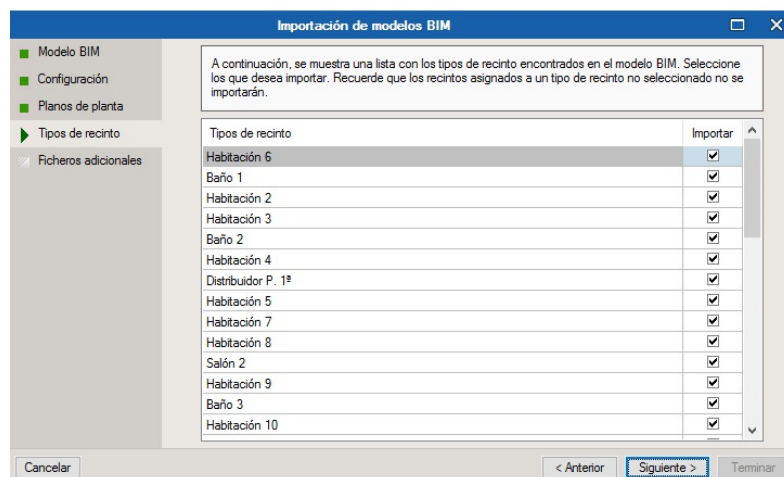 Importación de modelos BIM
Modelo BIM
Configuración
Planos de planta
Tipos de recinto
Ficheros adicionales
A continuación, se muestra una lista con los tipos de recinto encontrados en el modelo BIM. Seleccione
los que desea importar. Recuerde que los recintos asignados a un tipo de recinto no seleccionado no se
importarán.
Tipos de recinto Importar
Habitación 6
Baño 1
Habitación 2
Habitación 3
Baño 2
Habitación 4
Distribuidor P. 1ª
Habitación 5
Habitación 7
Habitación 8
Salón 2
Habitación 9
Baño 3
Habitación 10
Cancelar < Anterior Siguiente > Terminar